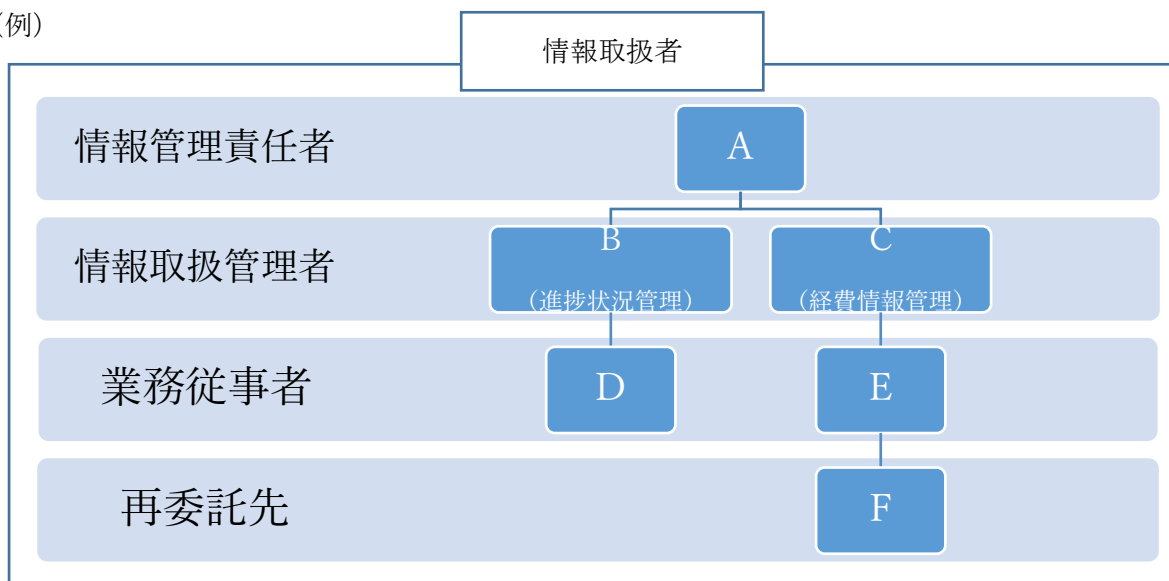 （例）
情報取扱者
情報管理責任者
A
情報取扱管理者
B
（進捗状況管理）
C
（経費情報管理）
業務従事者
D
E
再委託先
F